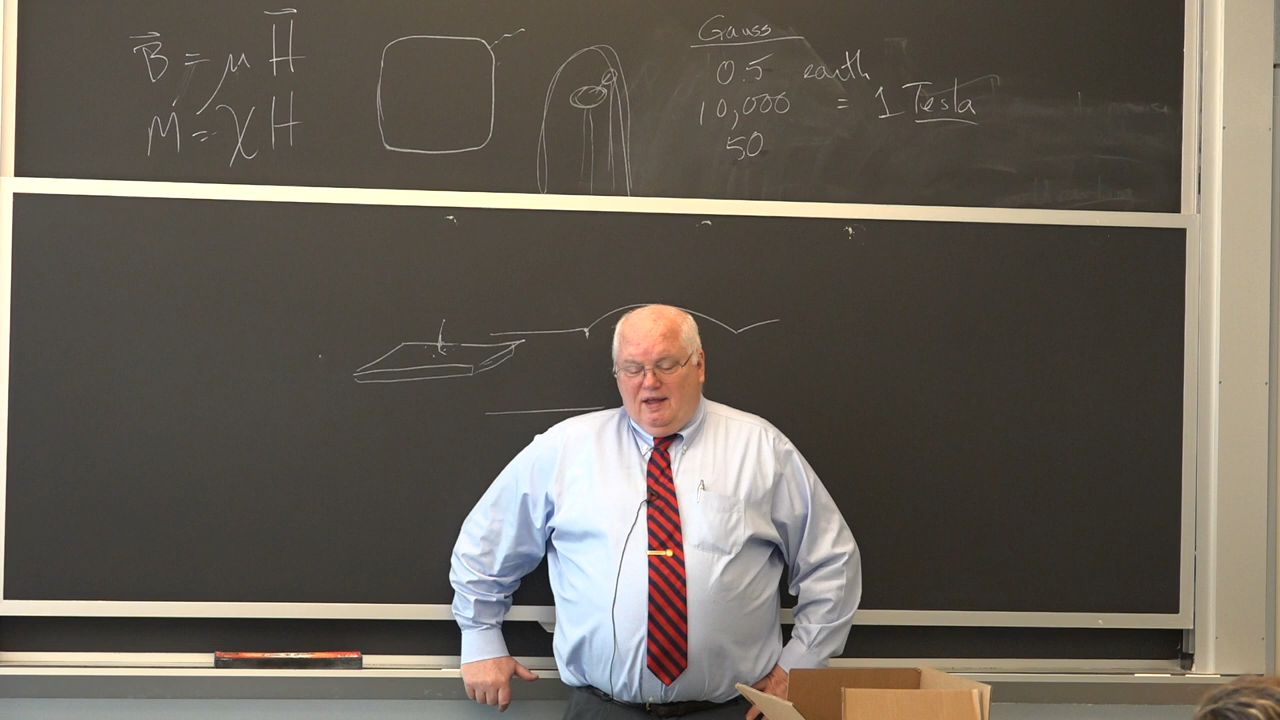 B = μ H
M = χ H
Gauss
0.5 earth
10,000 = 1 Tesla
50